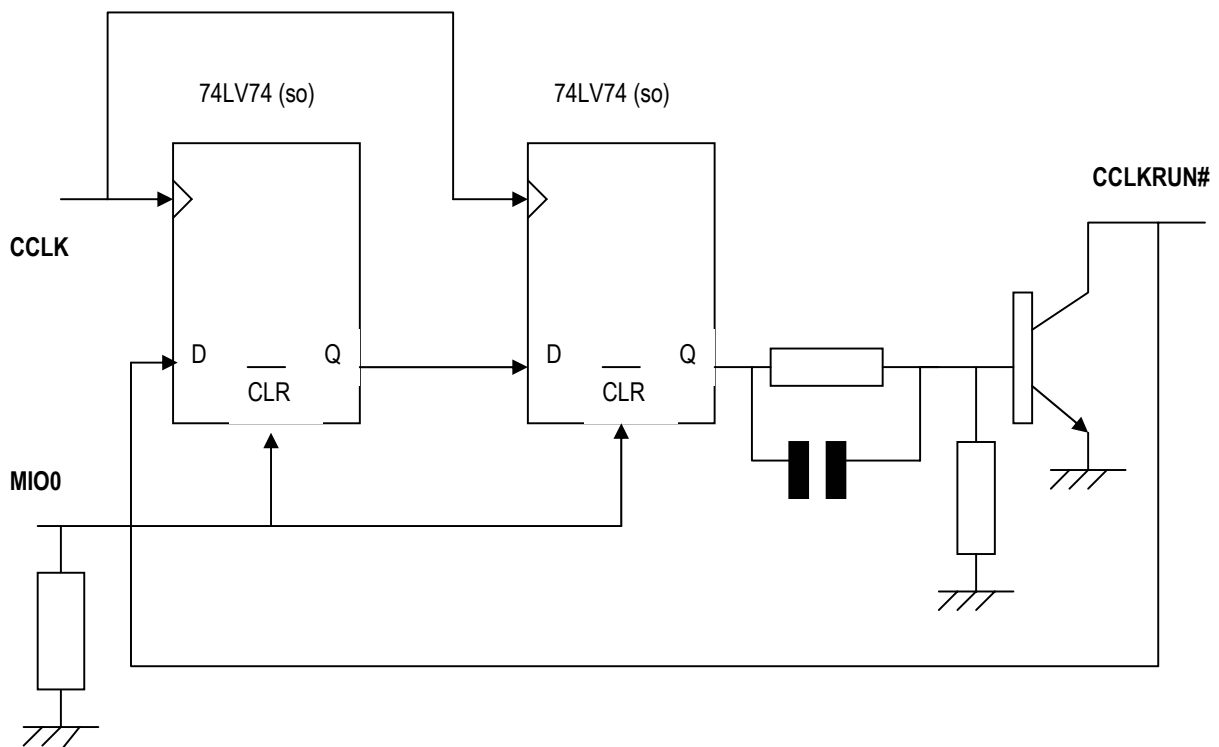 74LV74 (so)
74LV74 (so)
CCLKRUN#
CCLK
D
Q
CLR
D
Q
CLR
MIO0